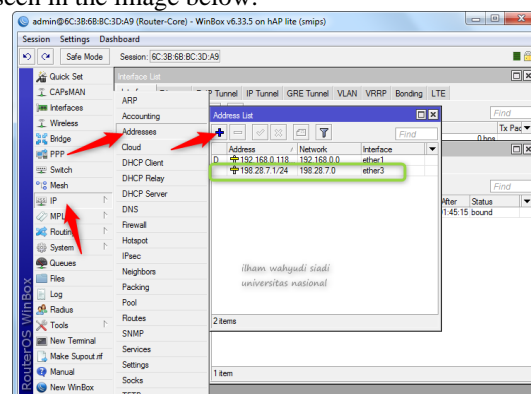 seen in the image below.
admin@6C:3B:6B:BC:3D:A9 (Router-Core) - WinBox v6.33.5 on hAP lite (smips)
Session Settings Dashboard
Safe Mode Session: 6C:3B:6B:BC:3D:A9
Quick Set
CAPsMAN
Interfaces
Wireless
Bridge
PPP
Switch
Mesh
IP
Routing
System
Queues
Files
Log
Radius
Tools
New Terminal
Make Supout.rif
Manual
New WinBox
RouterOS WinBox
ARP
Accounting
Addresses
Cloud
DHCP Client
DHCP Relay
DHCP Server
DNS
Firewall
Hotspot
IPsec
Neighbors
Packing
Pool
Routes
SNMP
Services
Settings
Socks
TFTP
Interface List
Tunnel IP Tunnel GRE Tunnel VLAN VRRP Bonding LTE
Find
Tx Pac
0 bps
Address List
Find
Address / Network Interface
D 192.168.0.118 192.168.0.0 ether1
198.28.7.1/24 198.28.7.0 ether3
ilham wahyudi siadi
universitas nasional
2 items
Find
After Status
01:45:15 bound
1 item